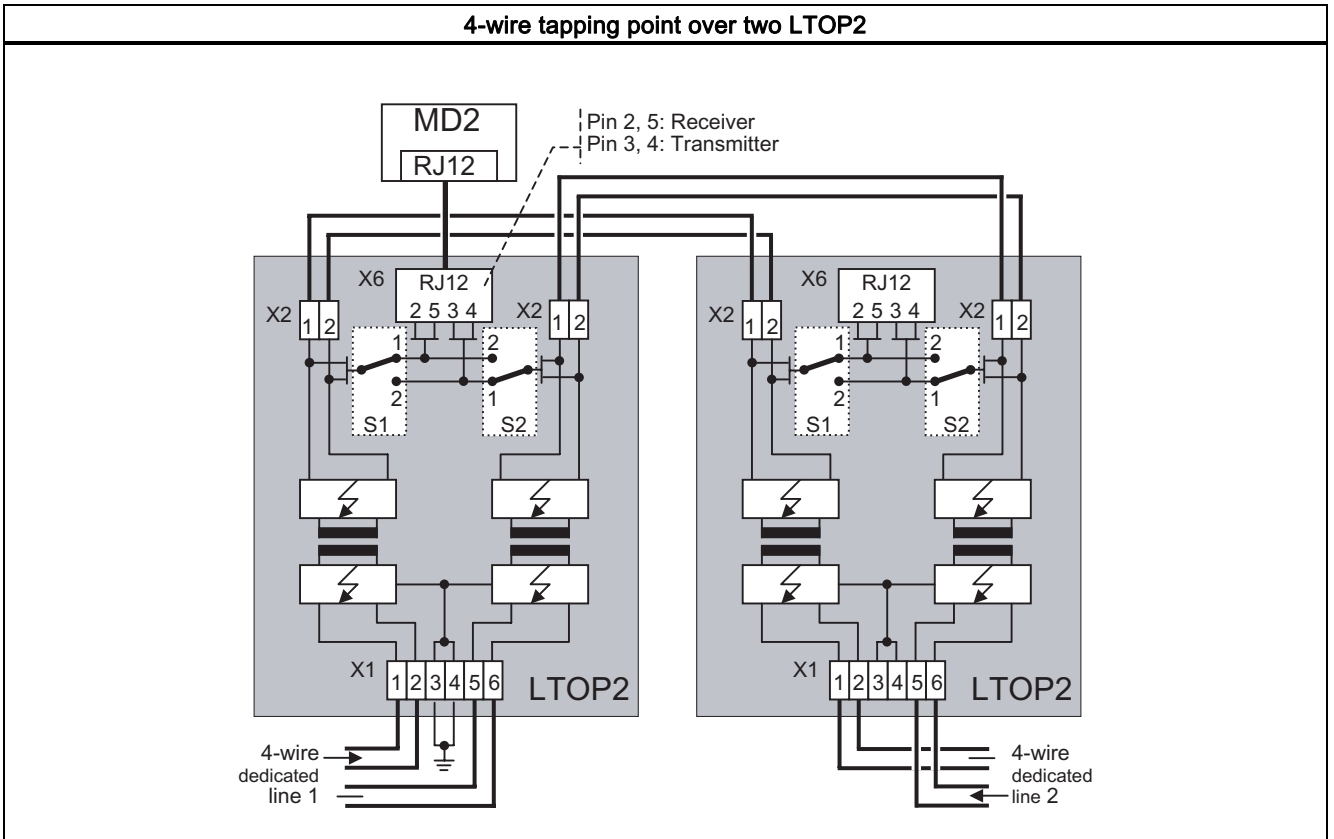 4-wire tapping point over two LTOP2
MD2
RJ12
Pin 2, 5: Receiver
Pin 3, 4: Transmitter
X6
RJ12
2 5 3 4
X2
1 2
X2
1 2
1
2
S1
2
1
S2
X1
1 2 3 4 5 6
LTOP2
4-wire
dedicated
line 1
X6
RJ12
2 5 3 4
X2
1 2
X2
1 2
1
2
S1
2
1
S2
X1
1 2 3 4 5 6
LTOP2
4-wire
dedicated
line 2